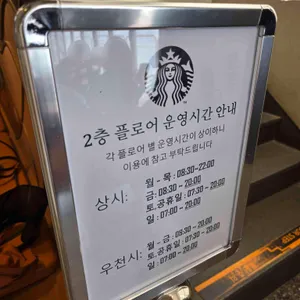 2층 플로어 운영시간 안내
각 플로어 별 운영시간이 상이하니
이용에 참고 부탁드립니다
상시:
월 - 목 : 08:30-22:00
금 : 08:30 - 20:00
토,공휴일 : 07:30 - 20:00
일 : 07:00 - 20:00
우천시:
월 - 금 : 08:30 - 20:00
토,공휴일 : 07:30 - 20:00
일 : 07:00 - 20:00